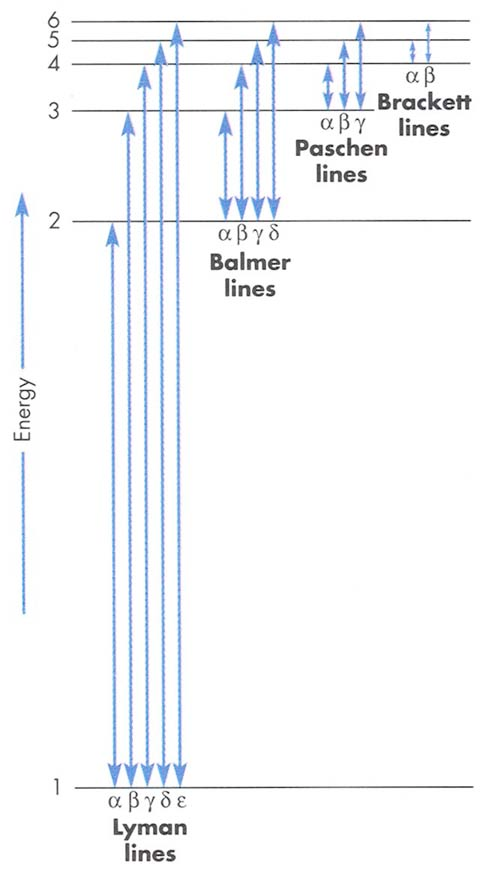 6
5
4
α β
Brackett
lines
3
α β γ
Paschen
lines
2
α β γ δ
Balmer
lines
Energy
1
α β γ δ ε
Lyman
lines